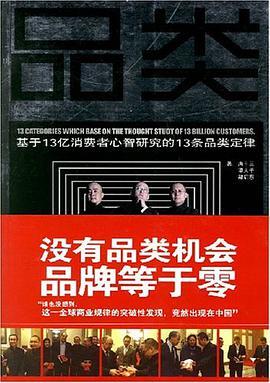 品类
13 CATEGORIES WHICH BASE ON THE THOUGHT STUDY OF 13 BILLION CUSTOMERS.
基于13亿消费者心智研究的13条品类定律
没有品类机会
品牌等于零
“谁也没想到,
这一全球商业规律的突破性发现，竟然出现在中国”